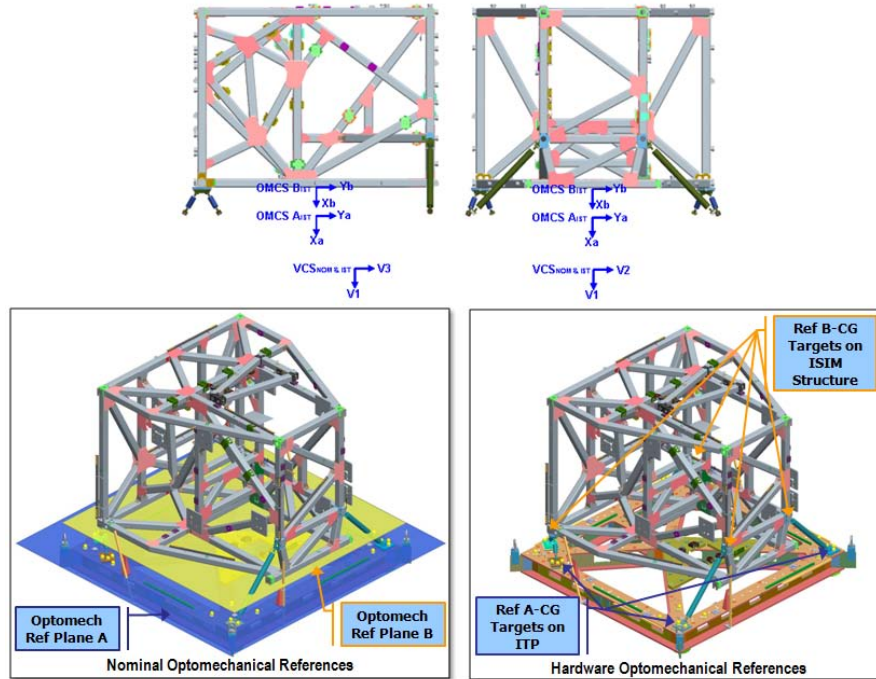 OMCS BIST Yb
Xb
OMCS AIST Ya
Xa
VCSNOM & IST V3
V1
OMCS BIST Yb
Xb
OMCS AIST Ya
Xa
VCSNOM & IST V2
V1
Optomech
Ref Plane A
Optomech
Ref Plane B
Nominal Optomechanical References
Ref B-CG
Targets on
ISIM
Structure
Ref A-CG
Targets on
ITP
Hardware Optomechanical References